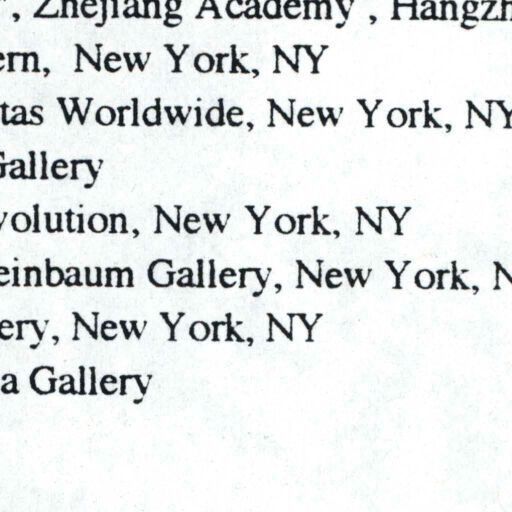 ", Zhejiang Academy , Hangzh
ern, New York, NY
tas Worldwide, New York, NY
Gallery
volution, New York, NY
einbaum Gallery, New York, N
ery, New York, NY
a Gallery